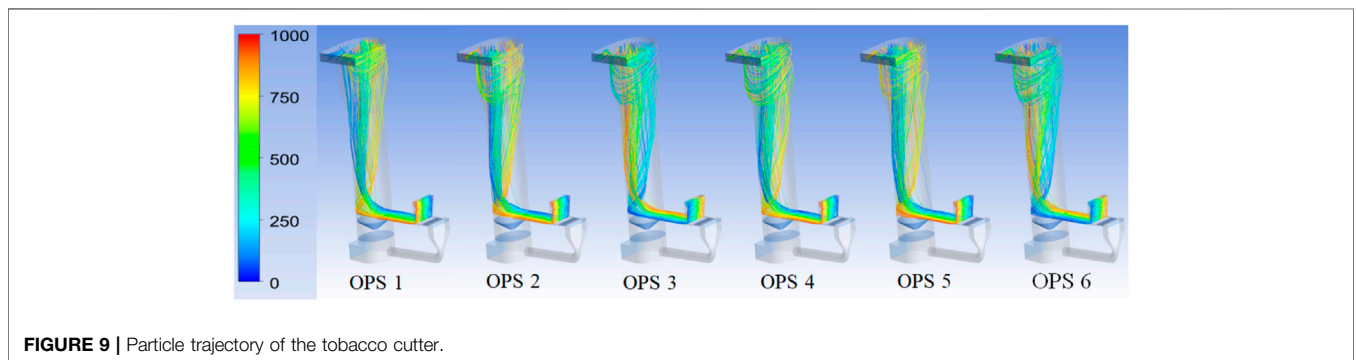 1000
750
500
250
0
OPS 1
OPS 2
OPS 3
OPS 4
OPS 5
OPS 6
FIGURE 9 | Particle trajectory of the tobacco cutter.